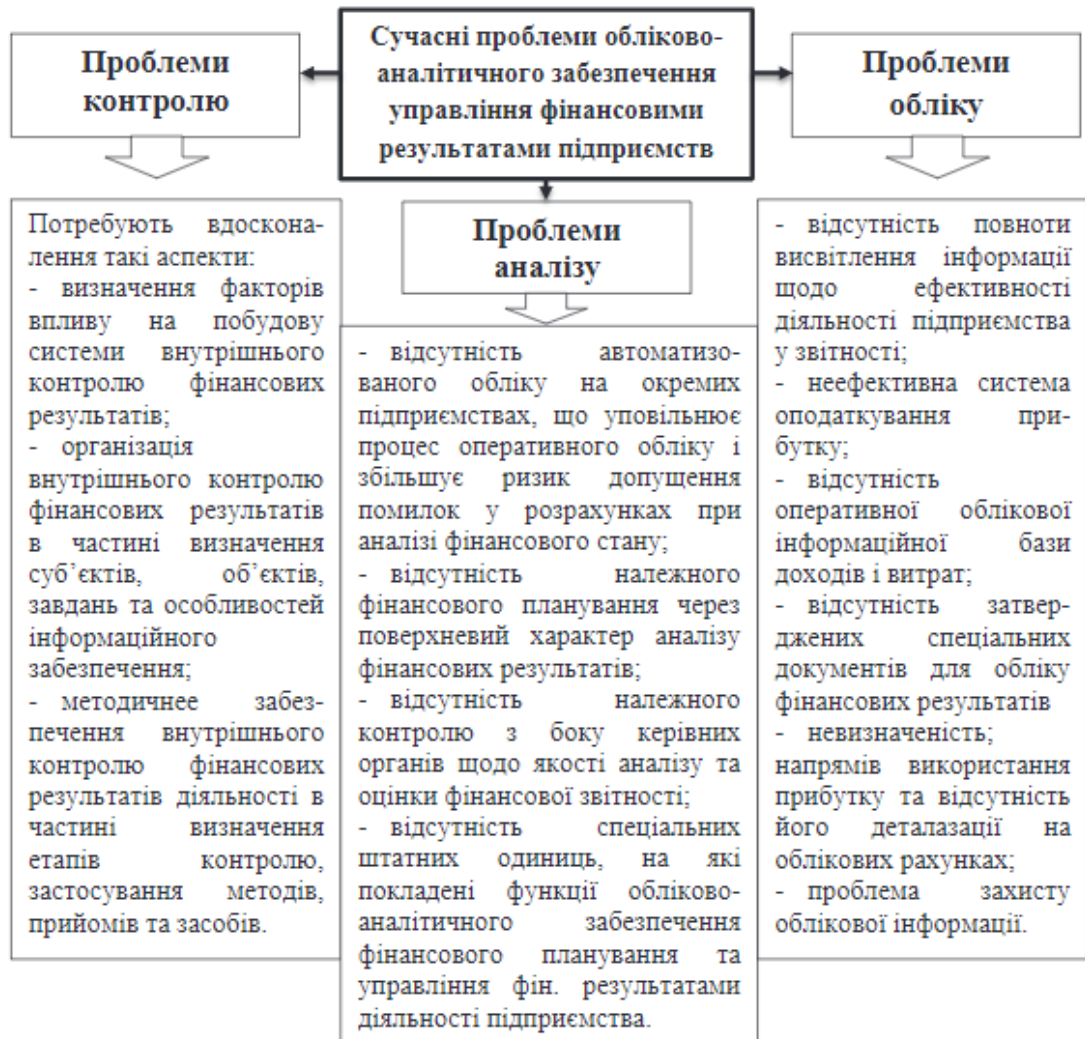 Сучасні проблеми обліково-
аналітичного забезпечення
управління фінансовими
результатами підприємств
Проблеми
контролю
Потребують вдоскона-
лення такі аспекти:
- визначення факторів
впливу на побудову
системи внутрішнього
контролю фінансових
результатів;
- організація
внутрішнього контролю
фінансових результатів
в частині визначення
суб’єктів, об’єктів,
завдань та особливостей
інформаційного
забезпечення;
- методичнее забез-
печення внутрішнього
контролю фінансових
результатів діяльності в
частині визначення
етапів контролю,
застосування методів,
прийомів та засобів.
Проблеми
аналізу
- відсутність автоматизо-
ваного обліку на окремих
підприємствах, що уповільнює
процес оперативного обліку і
збільшує ризик допущення
помилок у розрахунках при
аналізі фінансового стану;
- відсутність належного
фінансового планування через
поверхневий характер аналізу
фінансових результатів;
- відсутність належного
контролю з боку керівних
органів щодо якості аналізу та
оцінки фінансової звітності;
- відсутність спеціальних
штатних одиниць, на які
покладені функції обліково-
аналітичного забезпечення
фінансового планування та
управління фін. результатами
діяльності підприємства.
Проблеми
обліку
- відсутність повноти
висвітлення інформації
щодо ефективності
діяльності підприємства
у звітності;
- неефективна система
оподаткування при-
бутку;
- відсутність
оперативної облікової
інформаційної бази
доходів і витрат;
- відсутність затвер-
джених спеціальних
документів для обліку
фінансових результатів
- невизначеність;
напрямів використання
прибутку та відсутність
його деталазації на
облікових рахунках;
- проблема захисту
облікової інформації.